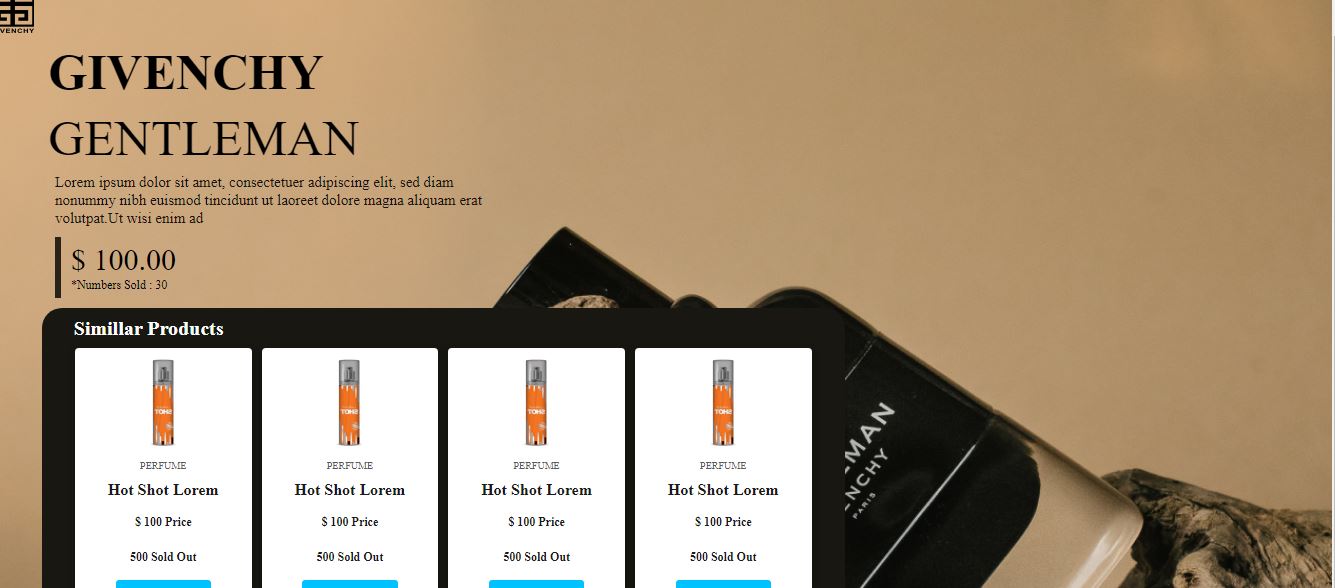 VENCHY
GIVENCHY
GENTLEMAN
Lorem ipsum dolor sit amet, consectetuer adipiscing elit, sed diam
nonummy nibh euismod tincidunt ut laoreet dolore magna aliquam erat
volutpat.Ut wisi enim ad
$ 100.00
*Numbers Sold : 30
Simillar Products
PERFUME
Hot Shot Lorem
$ 100 Price
500 Sold Out
PERFUME
Hot Shot Lorem
$ 100 Price
500 Sold Out
PERFUME
Hot Shot Lorem
$ 100 Price
500 Sold Out
PERFUME
Hot Shot Lorem
$ 100 Price
500 Sold Out
EMAN
ENCHY
PARIS